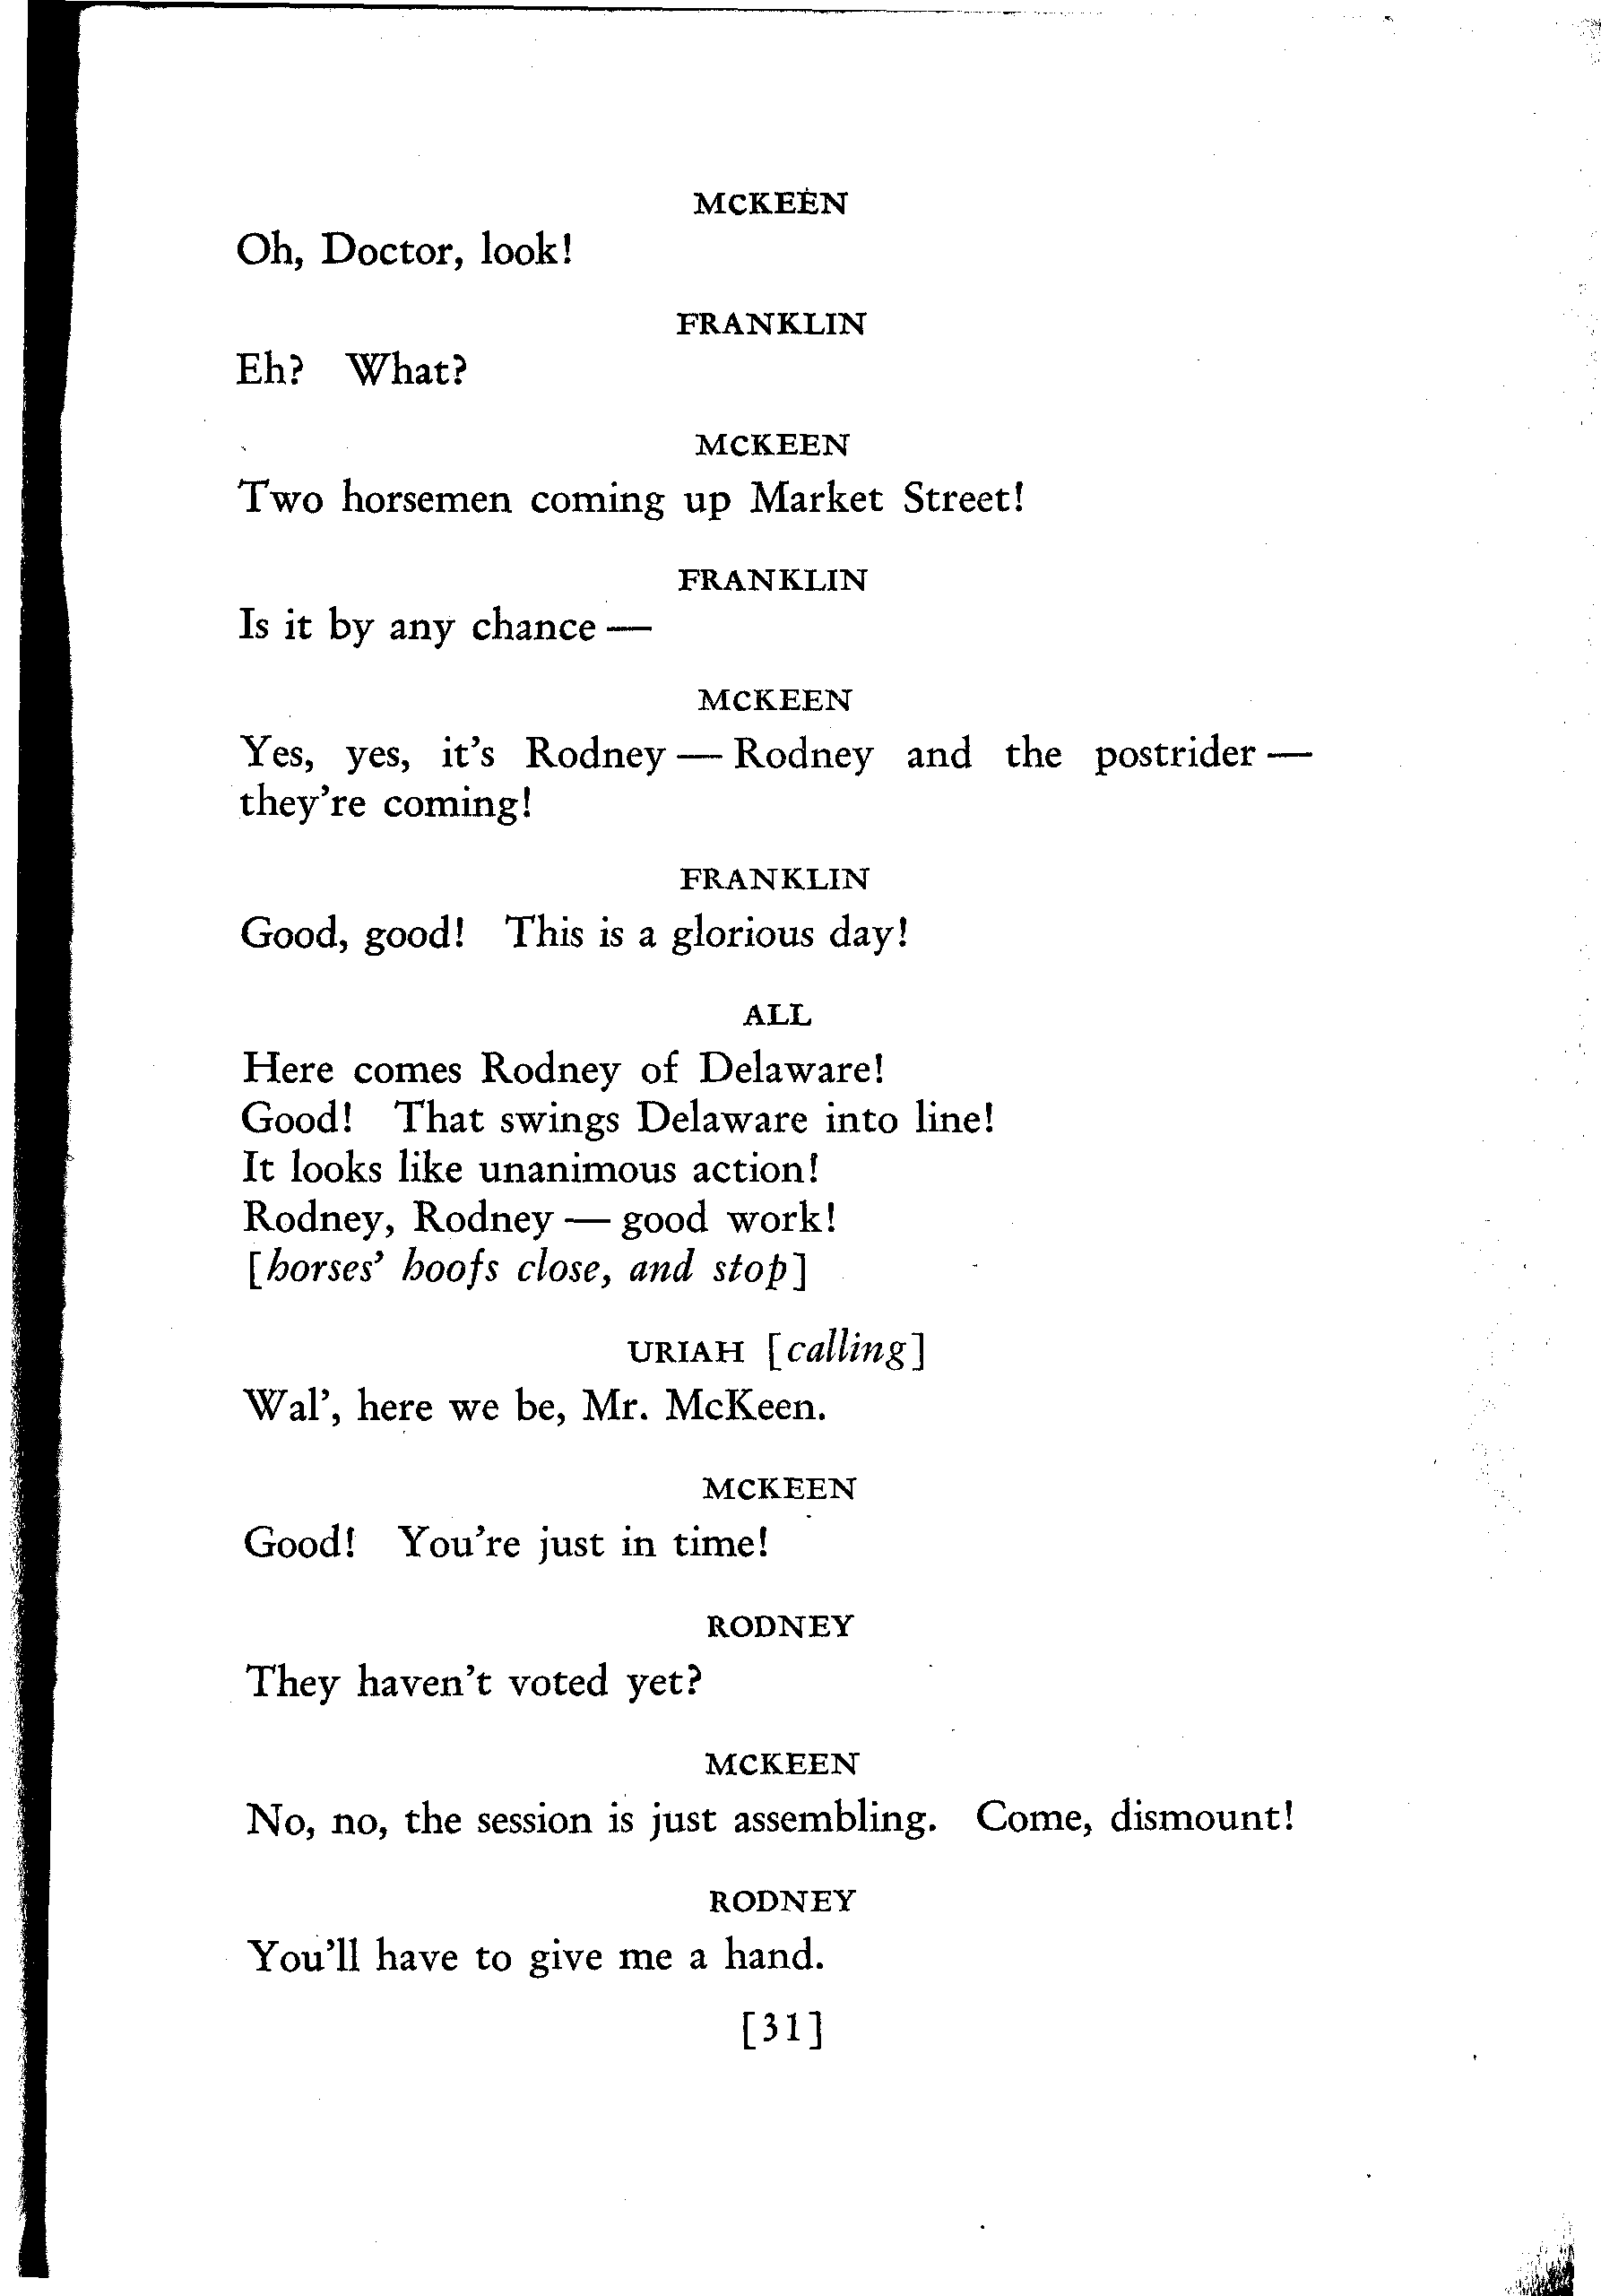 MCKEEN
Oh, Doctor, look!
FRANKLIN
Eh? What?
MCKEEN
Two horsemen coming up Market Street!
FRANKLIN
Is it by any chance —
MCKEEN
Yes, yes, it's Rodney — Rodney and the postrider —
they're coming!
FRANKLIN
Good, good! This is a glorious day!
ALL
Here comes Rodney of Delaware!
Good! That swings Delaware into line!
It looks like unanimous action!
Rodney, Rodney — good work!
[horses' hoofs close, and stop]
URIAH [calling]
Wal', here we be, Mr. McKeen.
MCKEEN
Good! You're just in time!
RODNEY
They haven't voted yet?
MCKEEN
No, no, the session is just assembling. Come, dismount!
RODNEY
You'll have to give me a hand.
[31]